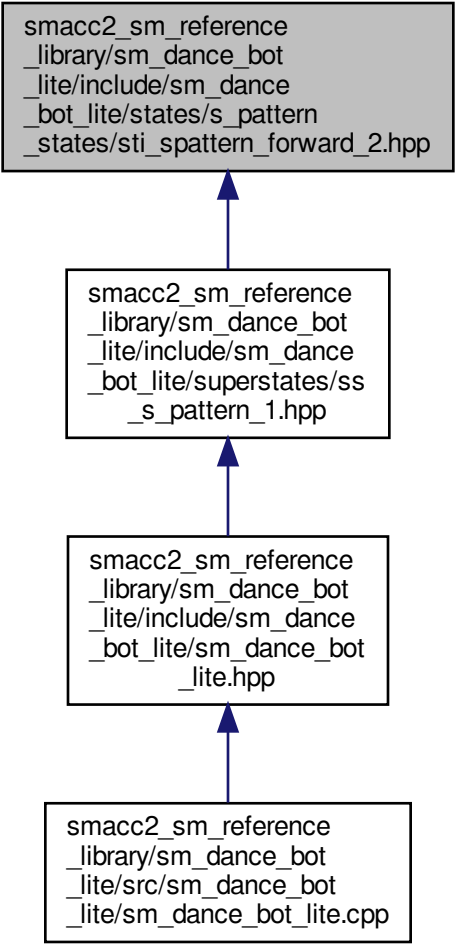 smacc2_sm_reference
_library/sm_dance_bot
_lite/include/sm_dance
_bot_lite/states/s_pattern
_states/sti_spattern_forward_2.hpp
smacc2_sm_reference
_library/sm_dance_bot
_lite/include/sm_dance
_bot_lite/superstates/ss
_s_pattern_1.hpp
smacc2_sm_reference
_library/sm_dance_bot
_lite/include/sm_dance
_bot_lite/sm_dance_bot
_lite.hpp
smacc2_sm_reference
_library/sm_dance_bot
_lite/src/sm_dance_bot
_lite/sm_dance_bot_lite.cpp